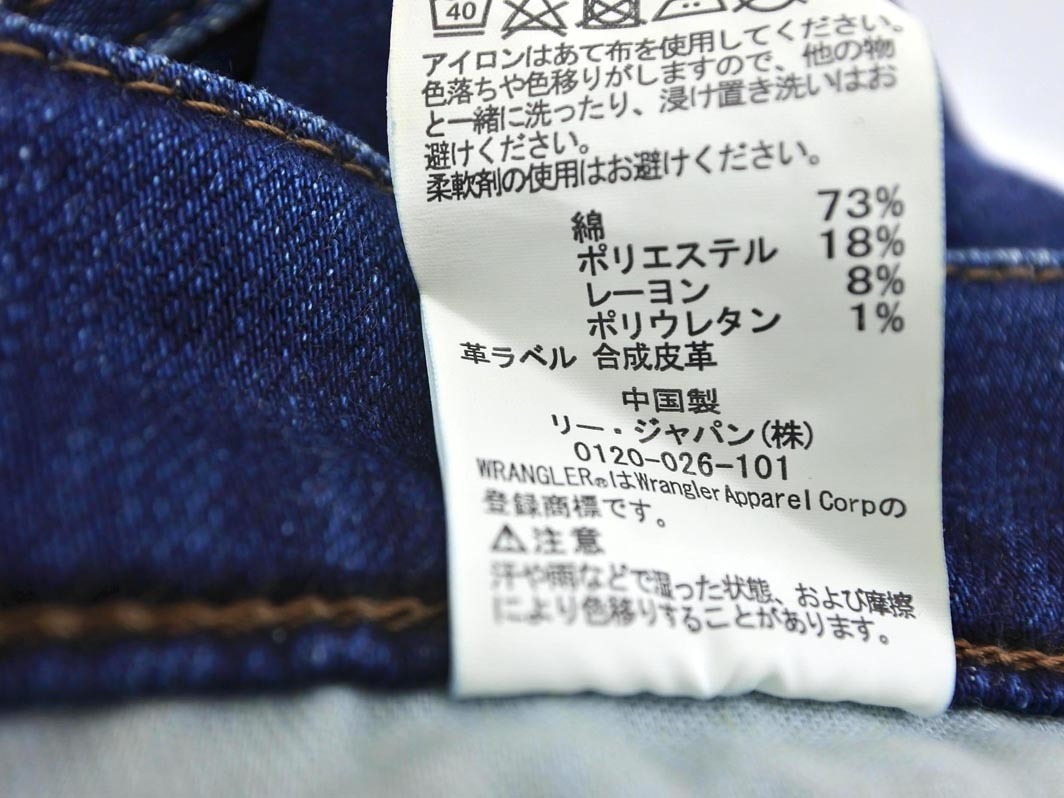 40
アイロンはあて布を使用してください。
色落ちや色移りがしますので、他の物
と一緒に洗ったり、浸け置き洗いはお
避けください。
柔軟剤の使用はお避けください。
綿 73%
ポリエステル 18%
レーヨン 8%
ポリウレタン 1%
革ラベル 合成皮革
中国製
リー・ジャパン(株)
0120-026-101
WRANGLER®はWrangler Apparel Corpの
登録商標です。
⚠注意
汗や雨などで湿った状態、および摩擦
により色移りすることがあります。